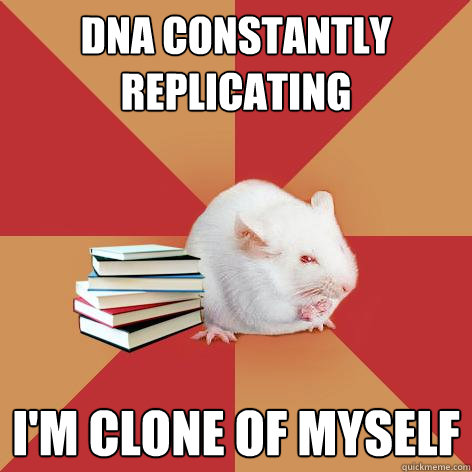 DNA CONSTANTLY
REPLICATING
I'M CLONE OF MYSELF
quickmeme.com